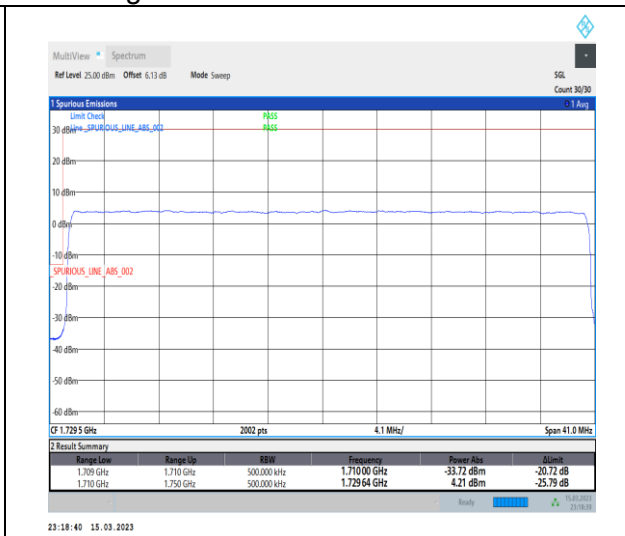 MultiView Spectrum
Ref Level 25.00 dBm Offset 6.13 dB Mode Sweep SGL
Count 30/30
1 Spurious Emissions 1 Avg
Limit Check PASS
30 dBm Line _SPURIOUS_LINE_ABS_002 PASS
20 dBm
10 dBm
0 dBm
-10 dBm
_SPURIOUS_LINE_ABS_002
-20 dBm
-30 dBm
-40 dBm
-50 dBm
-60 dBm
CF 1.729 5 GHz 2002 pts 4.1 MHz/ Span 41.0 MHz
2 Result Summary
Range Low Range Up RBW Frequency Power Abs ΔLimit
1.709 GHz 1.710 GHz 500.000 kHz 1.710 00 GHz -33.72 dBm -20.72 dB
1.710 GHz 1.750 GHz 500.000 kHz 1.729 64 GHz 4.21 dBm -25.79 dB
Ready 15.03.2023
23:18:40 15.03.2023